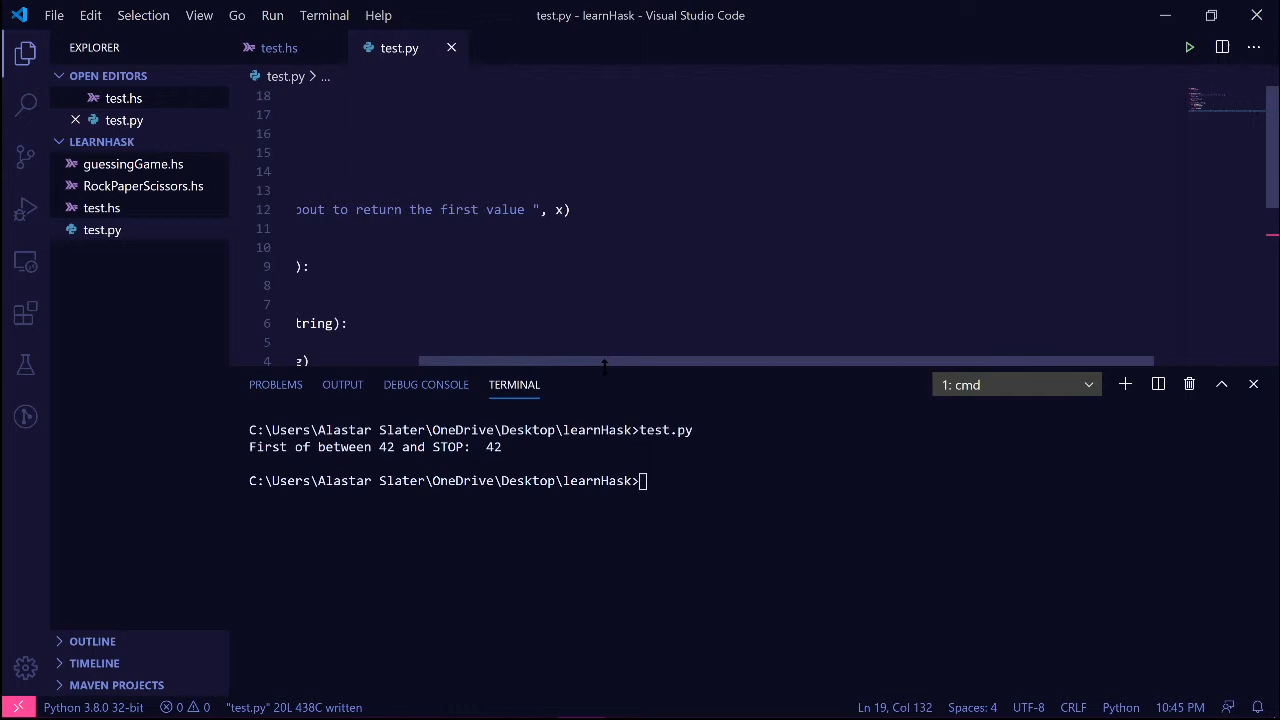 File Edit Selection View Go Run Terminal Help test.py - learnHask - Visual Studio Code
EXPLORER test.hs test.py
OPEN EDITORS
test.hs
test.py
LEARNHASK
guessingGame.hs
RockPaperScissors.hs
test.hs
test.py
OUTLINE
TIMELINE
MAVEN PROJECTS
test.py > ...
18
17
16
15
14
13
12 bout to return the first value ", x)
11
10
9 ):
8
7
6 tring):
5
4 g)
PROBLEMS OUTPUT DEBUG CONSOLE TERMINAL 1: cmd
C:\Users\Alastar Slater\OneDrive\Desktop\learnHask>test.py
First of between 42 and STOP:  42
C:\Users\Alastar Slater\OneDrive\Desktop\learnHask>
Python 3.8.0 32-bit 0 0 "test.py" 20L 438C written Ln 19, Col 132 Spaces: 4 UTF-8 CRLF Python 10:45 PM